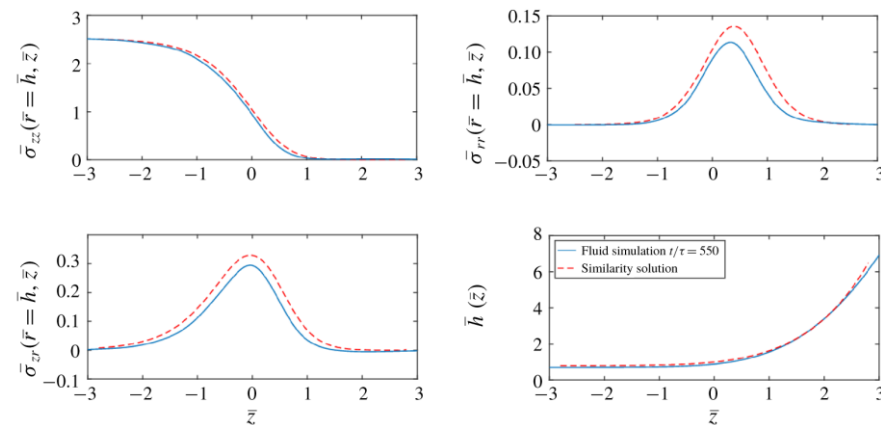 3
2
1
0
−3 −2 −1 0 1 2 3
σ̄zz(r̄ = h̄, z̄)
0.15
0.10
0.05
0
−0.05
−3 −2 −1 0 1 2 3
σ̄rr(r̄ = h̄, z̄)
0.3
0.2
0.1
0
−0.1
−3 −2 −1 0 1 2 3
σ̄zr(r̄ = h̄, z̄)
z̄
8
6
4
2
0
−3 −2 −1 0 1 2 3
h̄ (z̄)
z̄
Fluid simulation t/τ = 550
Similarity solution